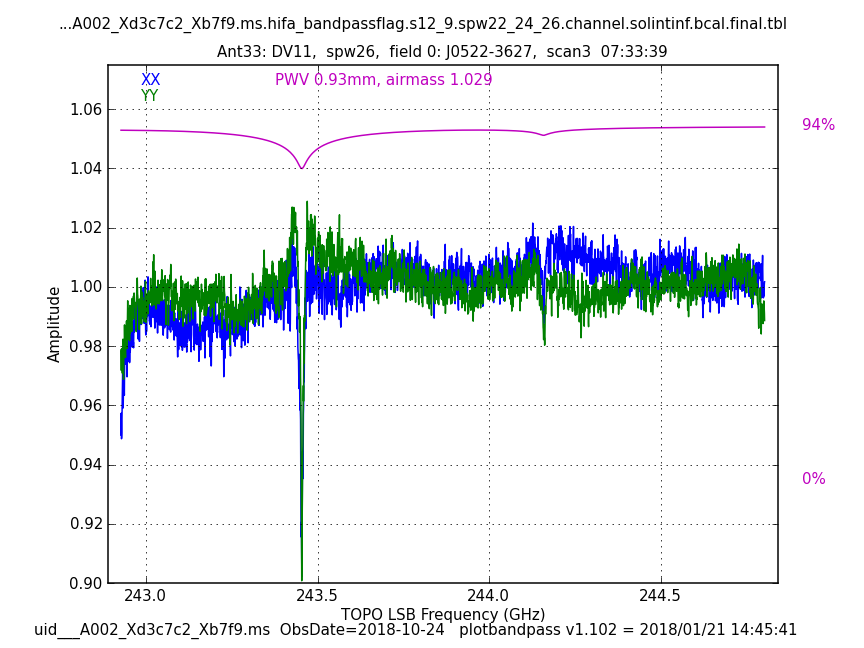 ...A002_Xd3c7c2_Xb7f9.ms.hifa_bandpassflag.s12_9.spw22_24_26.channel.solintinf.bcal.final.tbl
Ant33: DV11,  spw26,  field 0: J0522-3627,  scan3  07:33:39
XX
PWV 0.93mm, airmass 1.029
YY
1.06
94%
1.04
1.02
1.00
Amplitude
0.98
0.96
0.94
0%
0.92
0.90
243.0
243.5
244.0
244.5
TOPO LSB Frequency (GHz)
uid___A002_Xd3c7c2_Xb7f9.ms  ObsDate=2018-10-24   plotbandpass v1.102 = 2018/01/21 14:45:41